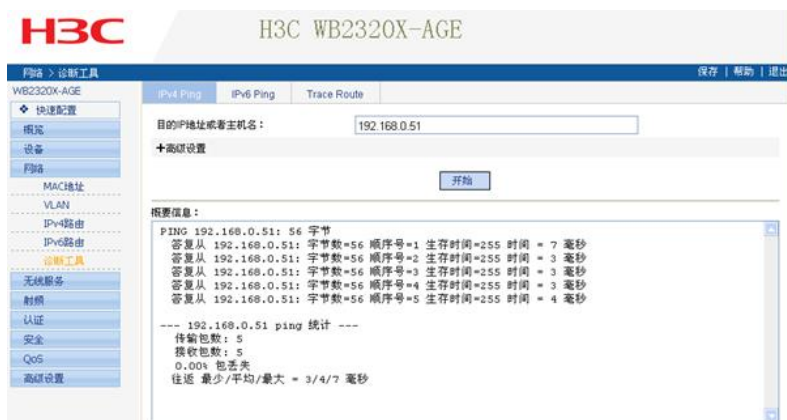 H3C
H3C WB2320X-AGE
网络 > 诊断工具
保存 | 帮助 | 退出
WB2320X-AGE
快速配置
概览
设备
网络
MAC地址
VLAN
IPv4路由
IPv6路由
诊断工具
无线服务
射频
认证
安全
QoS
高级设置
IPv4 Ping
IPv6 Ping
Trace Route
目的IP地址或者主机名：
192.168.0.51
+高级设置
开始
概要信息：
PING 192.168.0.51: 56 字节
答复从 192.168.0.51: 字节数=56 顺序号=1 生存时间=255 时间 = 7 毫秒
答复从 192.168.0.51: 字节数=56 顺序号=2 生存时间=255 时间 = 3 毫秒
答复从 192.168.0.51: 字节数=56 顺序号=3 生存时间=255 时间 = 3 毫秒
答复从 192.168.0.51: 字节数=56 顺序号=4 生存时间=255 时间 = 3 毫秒
答复从 192.168.0.51: 字节数=56 顺序号=5 生存时间=255 时间 = 4 毫秒
--- 192.168.0.51 ping 统计 ---
传输包数: 5
接收包数: 5
0.00% 包丢失
往返 最少/平均/最大 = 3/4/7 毫秒